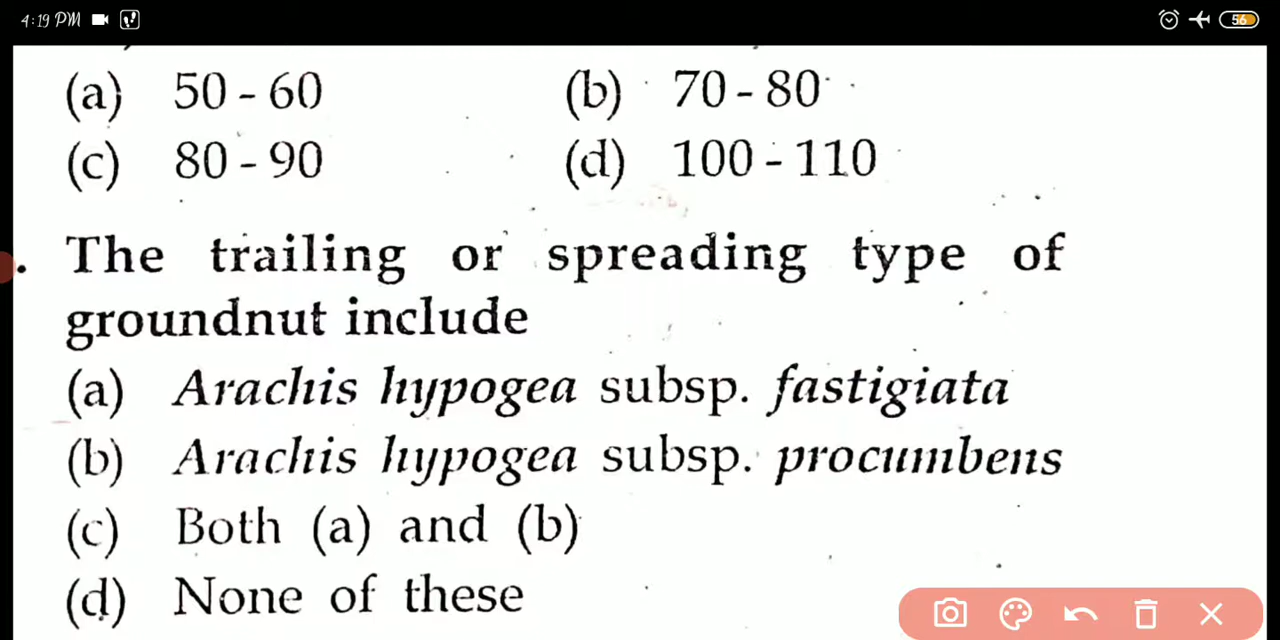 4:19 PM
56
(a) 50 - 60 (b) 70 - 80
(c) 80 - 90 (d) 100 - 110
. The trailing or spreading type of
groundnut include
(a) Arachis hypogea subsp. fastigiata
(b) Arachis hypogea subsp. procumbens
(c) Both (a) and (b)
(d) None of these